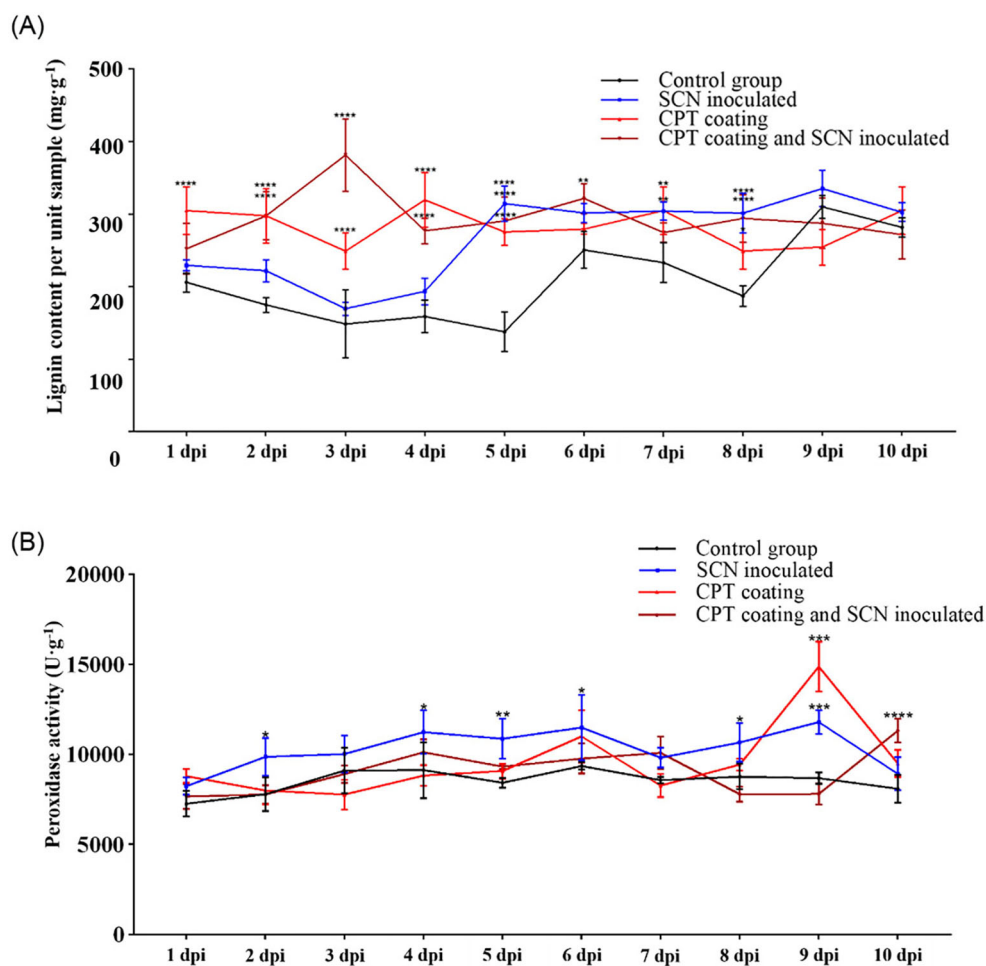 (A)
Lignin content per unit sample (mg·g⁻¹)
500
400
300
200
100
0
Control group
SCN inoculated
CPT coating
CPT coating and SCN inoculated
**** **** **** **** **** **** **** **** **** **** ** ** ** **** ****
1 dpi 2 dpi 3 dpi 4 dpi 5 dpi 6 dpi 7 dpi 8 dpi 9 dpi 10 dpi
(B)
Peroxidase activity (U·g⁻¹)
20000
15000
10000
5000
0
Control group
SCN inoculated
CPT coating
CPT coating and SCN inoculated
* * ** * * *** *** ****
1 dpi 2 dpi 3 dpi 4 dpi 5 dpi 6 dpi 7 dpi 8 dpi 9 dpi 10 dpi